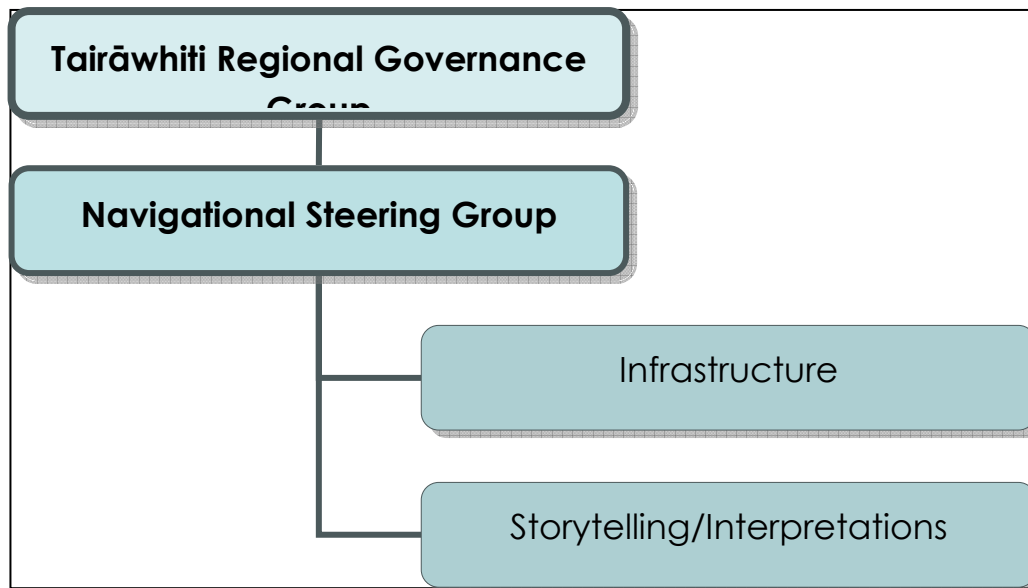 Tairāwhiti Regional Governance
Group
Navigational Steering Group
Infrastructure
Storytelling/Interpretations